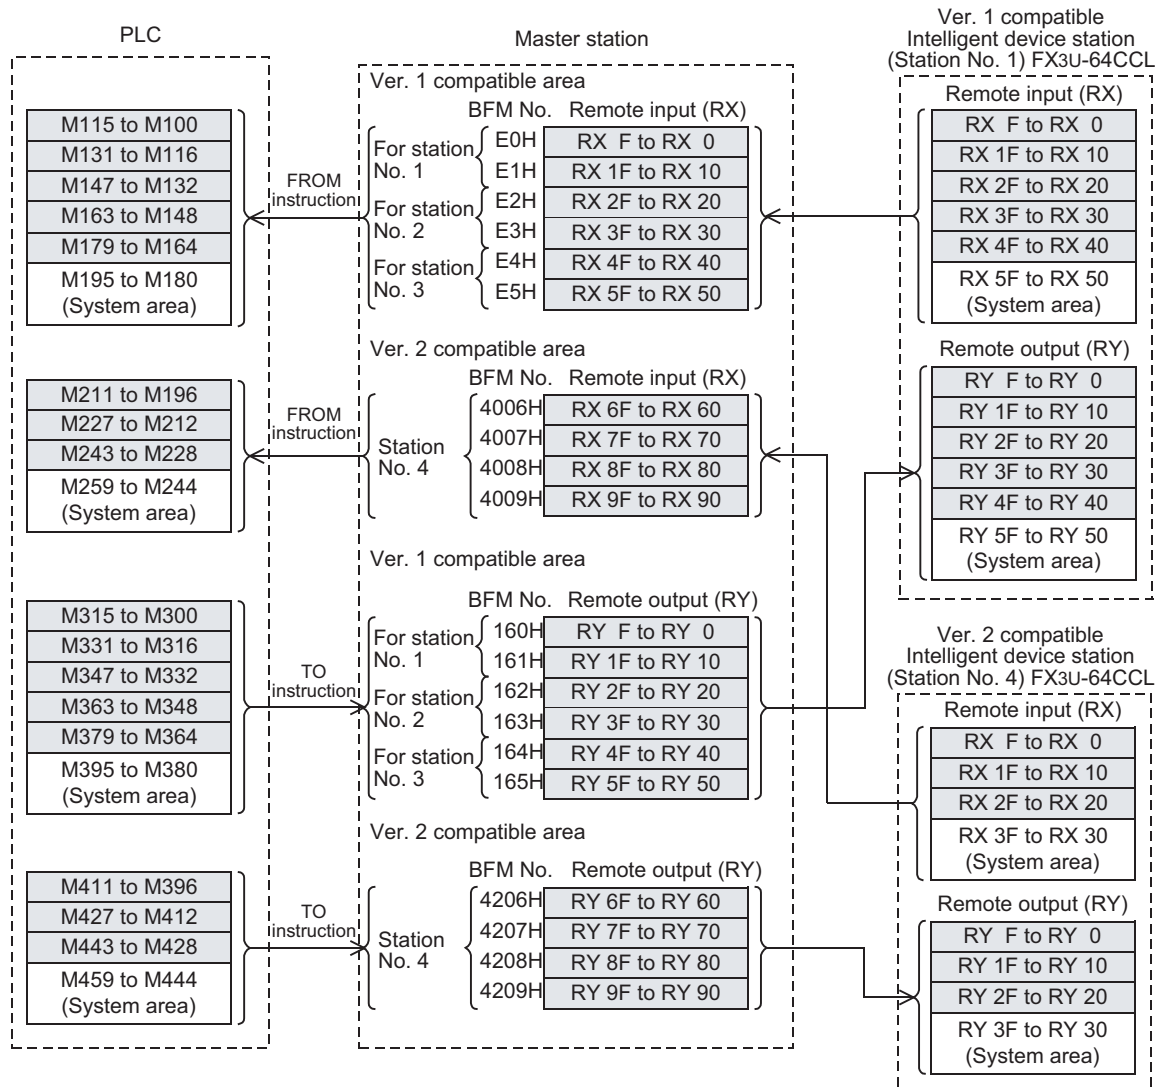 PLC
M115 to M100
M131 to M116
M147 to M132
M163 to M148
M179 to M164
M195 to M180
(System area)
M211 to M196
M227 to M212
M243 to M228
M259 to M244
(System area)
M315 to M300
M331 to M316
M347 to M332
M363 to M348
M379 to M364
M395 to M380
(System area)
M411 to M396
M427 to M412
M443 to M428
M459 to M444
(System area)
FROM
instruction
FROM
instruction
TO
instruction
TO
instruction
Master station
Ver. 1 compatible area
BFM No. Remote input (RX)
For station
No. 1
For station
No. 2
For station
No. 3
E0H RX F to RX 0
E1H RX 1F to RX 10
E2H RX 2F to RX 20
E3H RX 3F to RX 30
E4H RX 4F to RX 40
E5H RX 5F to RX 50
Ver. 2 compatible area
BFM No. Remote input (RX)
Station
No. 4
4006H RX 6F to RX 60
4007H RX 7F to RX 70
4008H RX 8F to RX 80
4009H RX 9F to RX 90
Ver. 1 compatible area
BFM No. Remote output (RY)
For station
No. 1
For station
No. 2
For station
No. 3
160H RY F to RY 0
161H RY 1F to RY 10
162H RY 2F to RY 20
163H RY 3F to RY 30
164H RY 4F to RY 40
165H RY 5F to RY 50
Ver. 2 compatible area
BFM No. Remote output (RY)
Station
No. 4
4206H RY 6F to RY 60
4207H RY 7F to RY 70
4208H RY 8F to RY 80
4209H RY 9F to RY 90
Ver. 1 compatible
Intelligent device station
(Station No. 1) FX3U-64CCL
Remote input (RX)
RX F to RX 0
RX 1F to RX 10
RX 2F to RX 20
RX 3F to RX 30
RX 4F to RX 40
RX 5F to RX 50
(System area)
Remote output (RY)
RY F to RY 0
RY 1F to RY 10
RY 2F to RY 20
RY 3F to RY 30
RY 4F to RY 40
RY 5F to RY 50
(System area)
Ver. 2 compatible
Intelligent device station
(Station No. 4) FX3U-64CCL
Remote input (RX)
RX F to RX 0
RX 1F to RX 10
RX 2F to RX 20
RX 3F to RX 30
(System area)
Remote output (RY)
RY F to RY 0
RY 1F to RY 10
RY 2F to RY 20
RY 3F to RY 30
(System area)